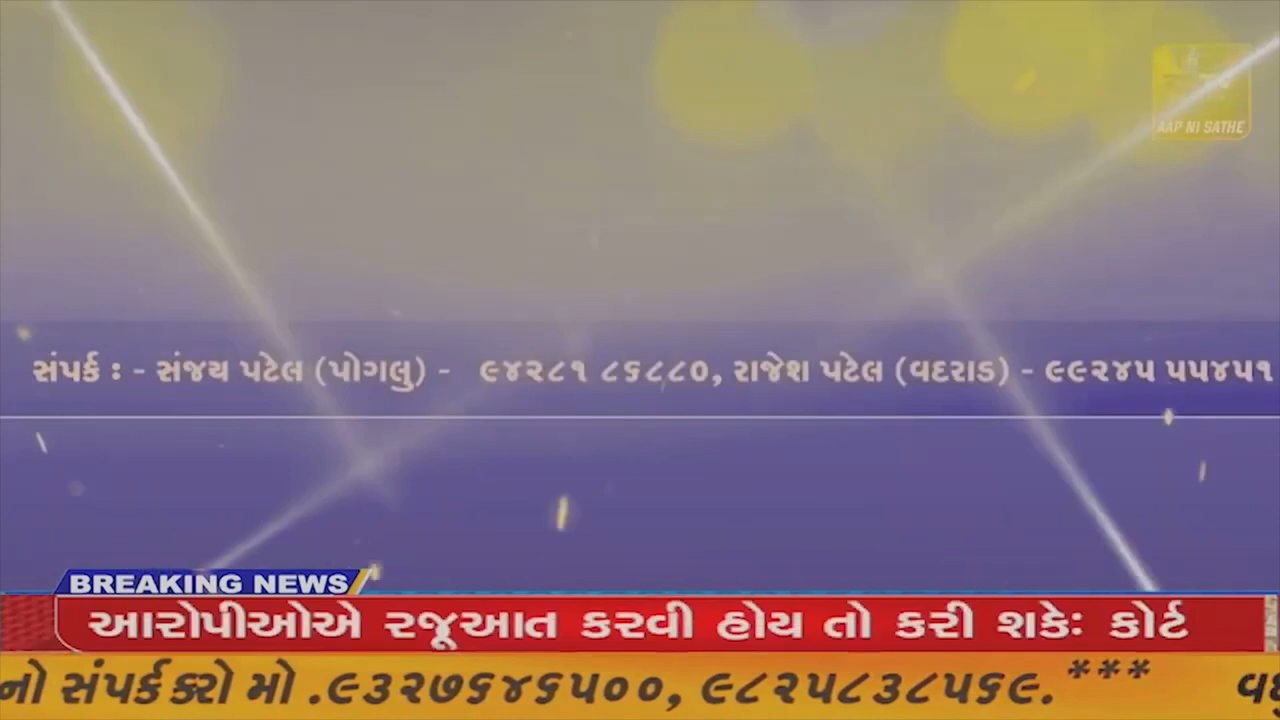 AAP NI SATHE
સંપર્ક : - સંજય પટેલ (પોગલુ) - ૯૪૨૮૧ ૮૬૮૮૦, રાજેશ પટેલ (વદરાડ) - ૯૯૨૪૫ ૫૫૪૫૧
BREAKING NEWS
આરોપીઓએ રજૂઆત કરવી હોય તો કરી શકેઃ કોર્ટ
નો સંપર્ક કરો મો .૯૩૨૭૬૪૬૫૦૦, ૯૮૨૫૮૩૮૫૬૯.***